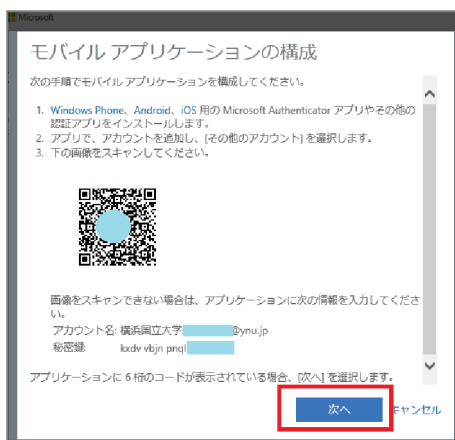 Microsoft
モバイル アプリケーションの構成
次の手順でモバイル アプリケーションを構成してください。
1. Windows Phone、Android、iOS 用の Microsoft Authenticator アプリやその他の
認証アプリをインストールします。
2. アプリで、アカウントを追加し、[その他のアカウント] を選択します。
3. 下の画像をスキャンしてください。
画像をスキャンできない場合は、アプリケーションに次の情報を入力してくださ
い。
アカウント名: 横浜国立大学 @ynu.jp
秘密鍵: kxdv vbjn pnql
アプリケーションに 6 桁のコードが表示されている場合、[次へ] を選択します。
次へ キャンセル